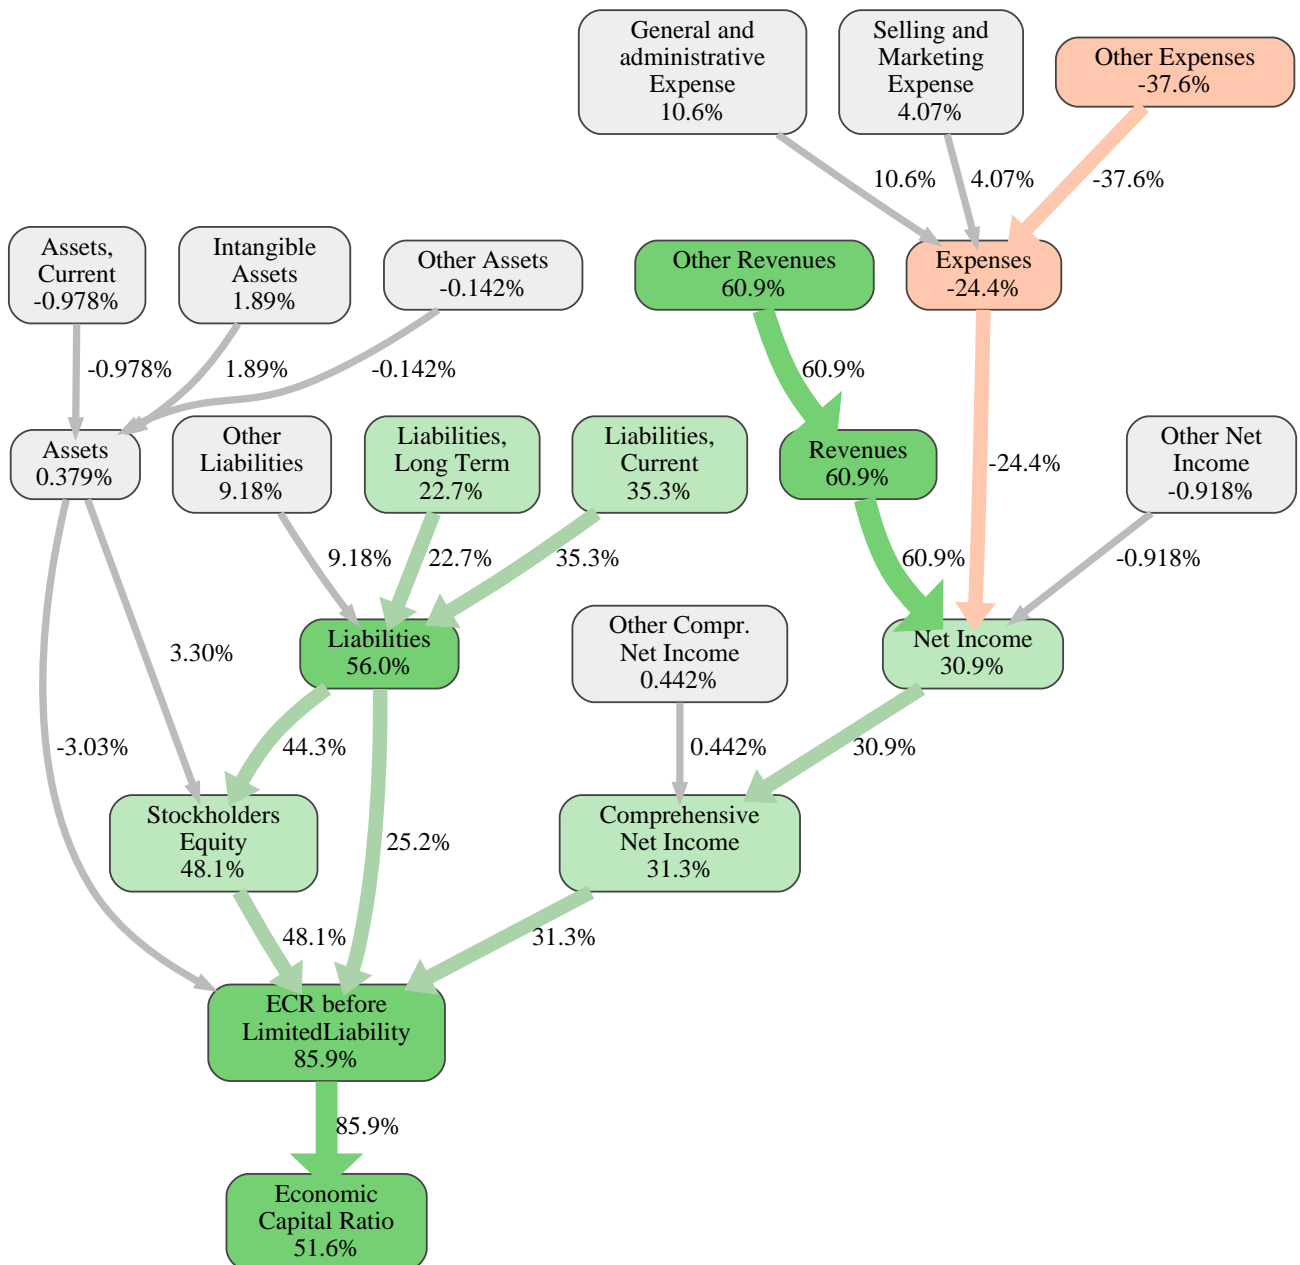 General and
administrative
Expense
10.6%
Selling and
Marketing
Expense
4.07%
Other Expenses
-37.6%
10.6%
4.07%
-37.6%
Assets,
Current
-0.978%
Intangible
Assets
1.89%
Other Assets
-0.142%
Other Revenues
60.9%
Expenses
-24.4%
-0.978%
1.89%
-0.142%
60.9%
-24.4%
Assets
0.379%
Other
Liabilities
9.18%
Liabilities,
Long Term
22.7%
Liabilities,
Current
35.3%
Revenues
60.9%
Other Net
Income
-0.918%
9.18%
22.7%
35.3%
60.9%
-0.918%
3.30%
Liabilities
56.0%
Other Compr.
Net Income
0.442%
Net Income
30.9%
-3.03%
44.3%
0.442%
30.9%
Stockholders
Equity
48.1%
25.2%
Comprehensive
Net Income
31.3%
48.1%
31.3%
ECR before
LimitedLiability
85.9%
85.9%
Economic
Capital Ratio
51.6%